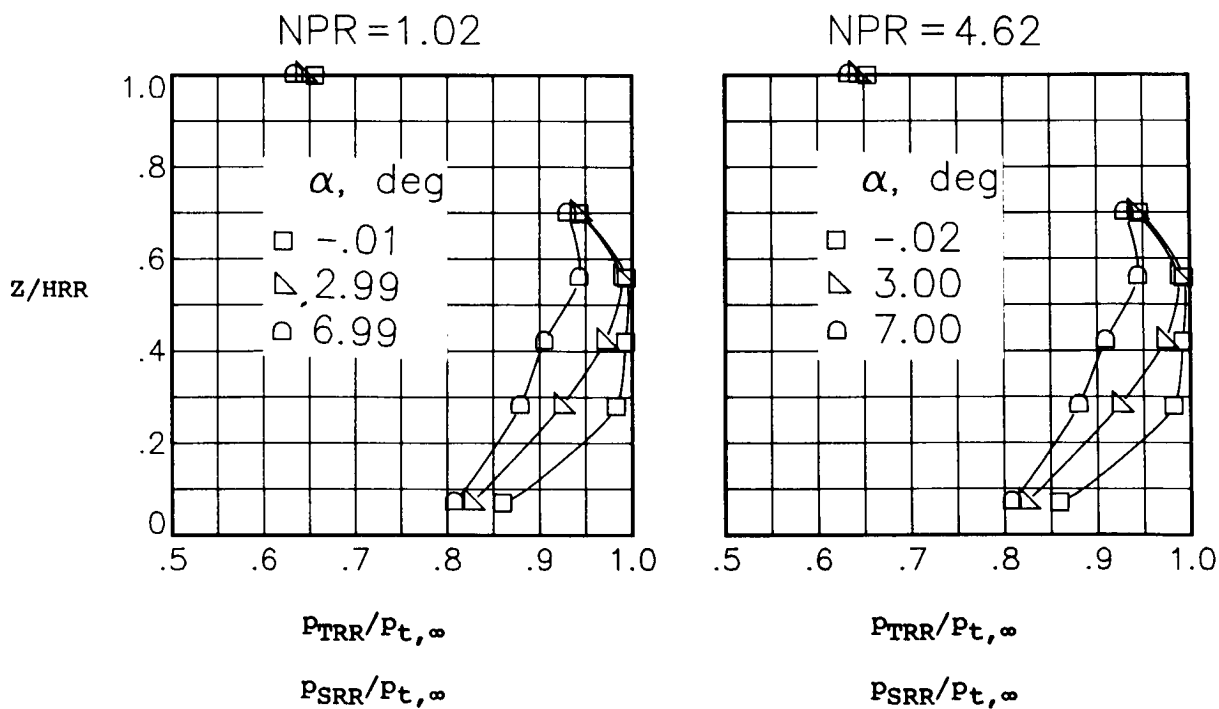 NPR = 1.02
NPR = 4.62
1.0
.8
.6
.4
.2
0
Z/HRR
α, deg
-.01
2.99
6.99
α, deg
-.02
3.00
7.00
.5 .6 .7 .8 .9 1.0
.5 .6 .7 .8 .9 1.0
pTRR/pt,∞
pTRR/pt,∞
pSRR/pt,∞
pSRR/pt,∞